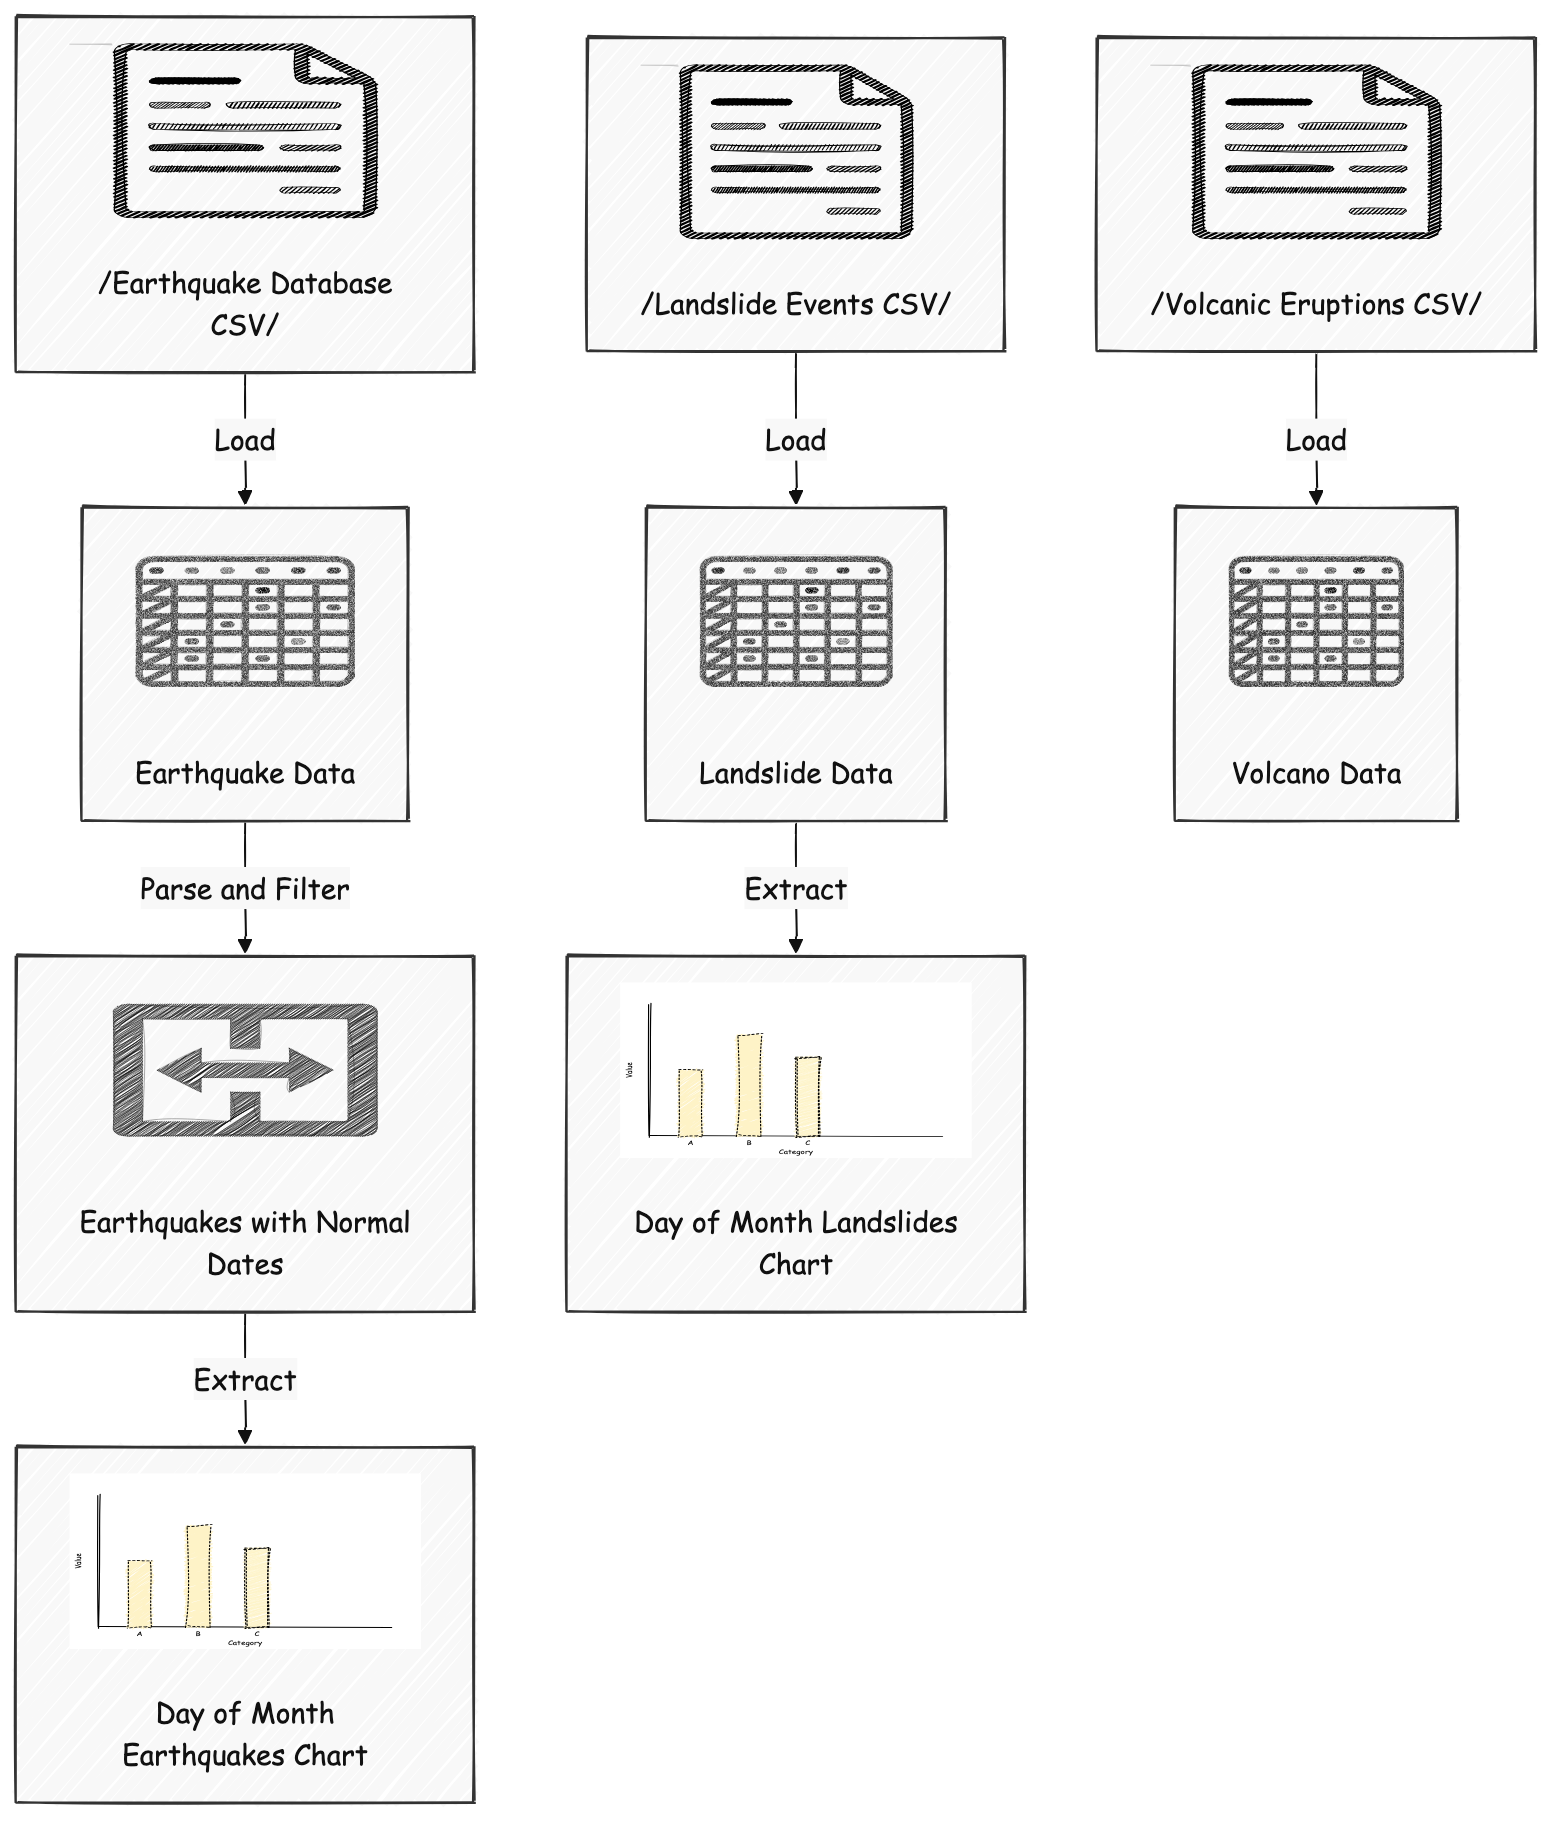 /Earthquake Database
CSV/
/Landslide Events CSV/
/Volcanic Eruptions CSV/
Load
Load
Load
Earthquake Data
Landslide Data
Volcano Data
Parse and Filter
Extract
Earthquakes with Normal
Dates
Value
A
B
C
Category
Day of Month Landslides
Chart
Extract
Value
A
B
C
Category
Day of Month
Earthquakes Chart